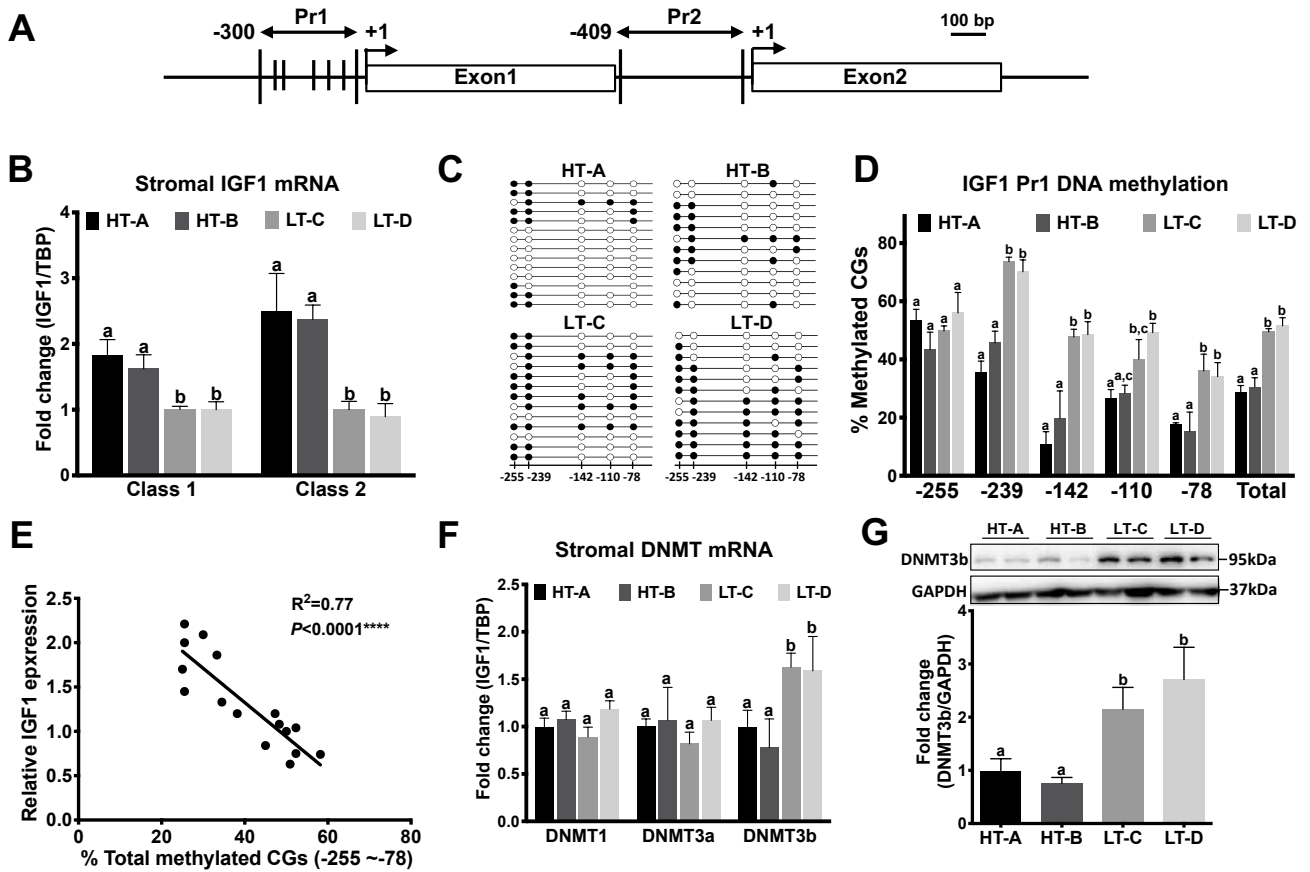 A
-300
Pr1
+1
-409
Pr2
+1
100 bp
Exon1
Exon2
B
Stromal IGF1 mRNA
HT-A HT-B LT-C LT-D
Fold change (IGF1/TBP)
4
3
2
1
0
a a b b a a b b
Class 1 Class 2
C
HT-A HT-B
LT-C LT-D
-255 -239 -142 -110 -78
-255 -239 -142 -110 -78
D
IGF1 Pr1 DNA methylation
HT-A HT-B LT-C LT-D
% Methylated CGs
80
60
40
20
0
a a a a
a a b b
a a b b
a a,c b,c b
a a b b
a a b b
-255 -239 -142 -110 -78 Total
E
R2=0.77
P<0.0001****
Relative IGF1 epxression
2.5
2.0
1.5
1.0
0.5
0.0
0 20 40 60 80
% Total methylated CGs (-255 ~-78)
F
Stromal DNMT mRNA
HT-A HT-B LT-C LT-D
Fold change (IGF1/TBP)
2.5
2.0
1.5
1.0
0.5
0.0
a a a a
a a a a
a a b b
DNMT1 DNMT3a DNMT3b
G
HT-A HT-B LT-C LT-D
DNMT3b
95kDa
GAPDH
37kDa
Fold change
(DNMT3b/GAPDH)
4
3
2
1
0
a a b b
HT-A HT-B LT-C LT-D